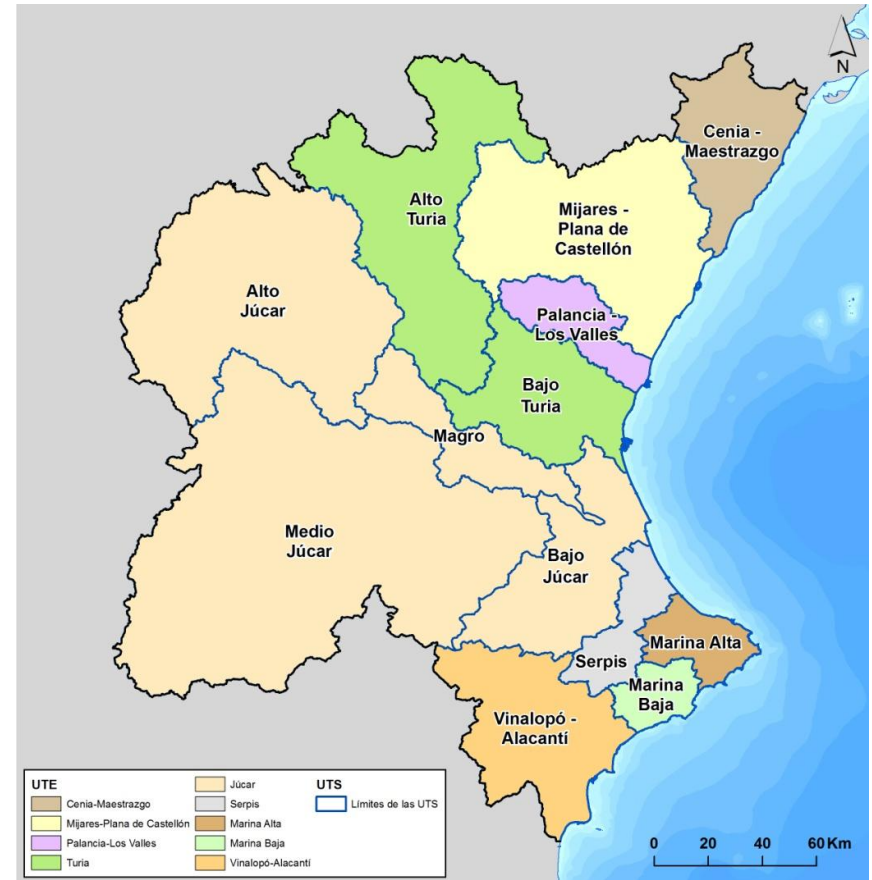 N
Cenia -
Maestrazgo
Alto
Turia
Mijares -
Plana de
Castellón
Alto
Júcar
Palancia -
Los Valles
Bajo
Turia
Magro
Medio
Júcar
Bajo
Júcar
Marina Alta
Serpis
Marina
Baja
Vinalopó -
Alacantí
UTE
Cenia-Maestrazgo
Mijares-Plana de Castellón
Palancia-Los Valles
Turia
Júcar
Serpis
Marina Alta
Marina Baja
Vinalopó-Alacantí
UTS
Límites de las UTS
0 20 40 60 Km